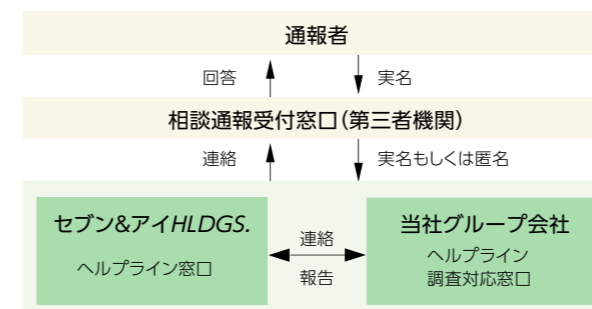 通報者
回答
実名
相談通報受付窓口(第三者機関)
連絡
実名もしくは匿名
セブン&アイHLDGS.
ヘルプライン窓口
連絡
報告
当社グループ会社
ヘルプライン
調査対応窓口